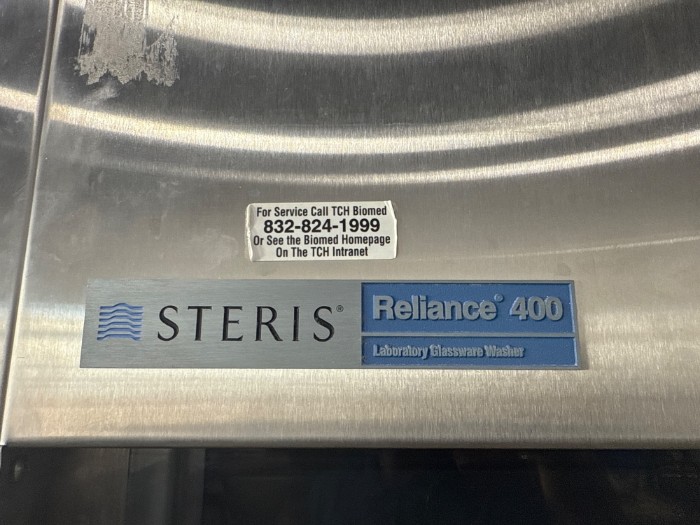 For Service Call TCH Biomed
832-824-1999
Or See the Biomed Homepage
On The TCH Intranet
STERIS®
Reliance® 400
Laboratory Glassware Washer